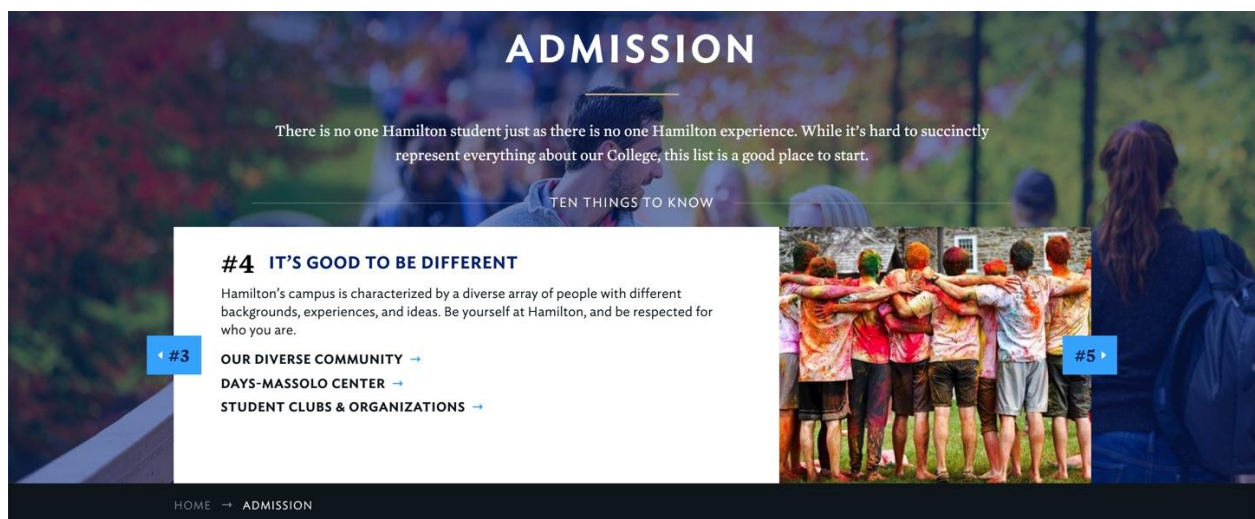 ADMISSION
There is no one Hamilton student just as there is no one Hamilton experience. While it's hard to succinctly
represent everything about our College, this list is a good place to start.
TEN THINGS TO KNOW
#4 IT'S GOOD TO BE DIFFERENT
Hamilton's campus is characterized by a diverse array of people with different
backgrounds, experiences, and ideas. Be yourself at Hamilton, and be respected for
who you are.
#3
OUR DIVERSE COMMUNITY →
DAYS-MASSOLO CENTER →
STUDENT CLUBS & ORGANIZATIONS →
#5
HOME → ADMISSION